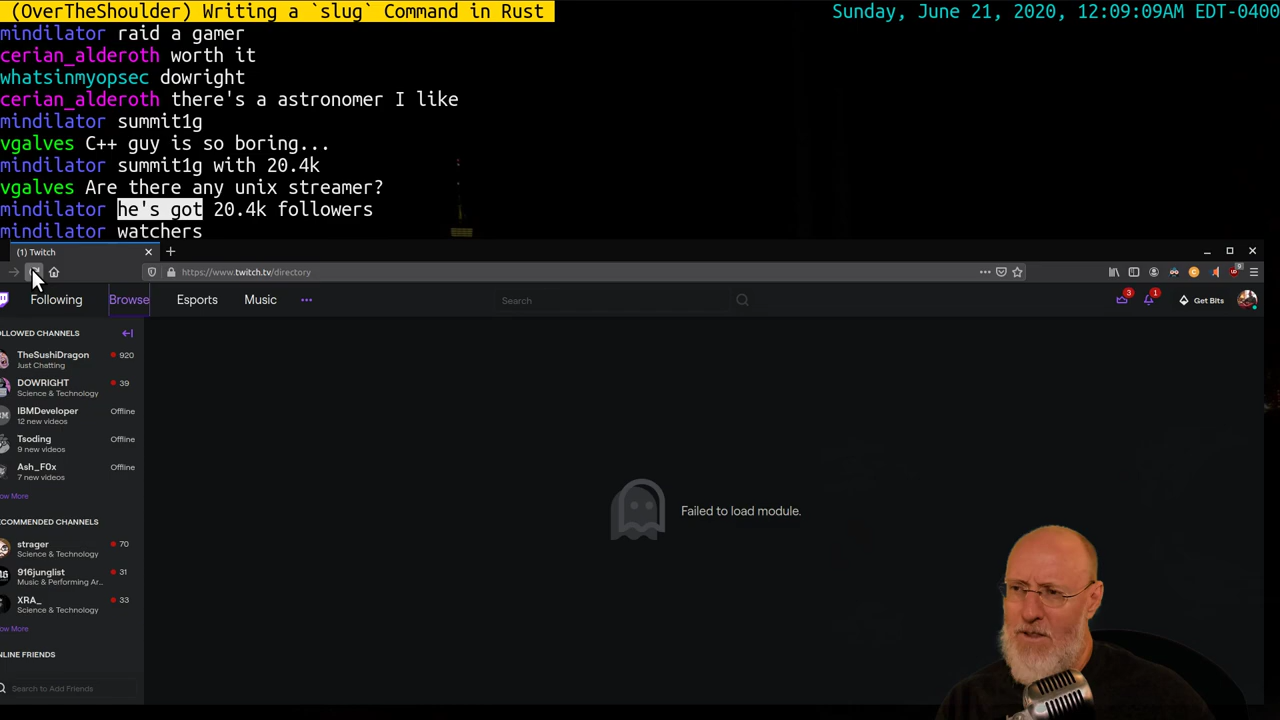 (OverTheShoulder) Writing a `slug` Command in Rust
Sunday, June 21, 2020, 12:09:09AM EDT-0400
mindilator raid a gamer
cerian_alderoth worth it
whatsinmyopsec dowright
cerian_alderoth there's a astronomer I like
mindilator summit1g
vgalves C++ guy is so boring...
mindilator summit1g with 20.4k
vgalves Are there any unix streamer?
mindilator he's got 20.4k followers
mindilator watchers
(1) Twitch
https://www.twitch.tv/directory
9
Following Browse Esports Music
Search
3 1 Get Bits
OLLOWED CHANNELS
TheSushiDragon 920
Just Chatting
DOWRIGHT 39
Science & Technology
IBMDeveloper Offline
12 new videos
Tsoding Offline
9 new videos
Ash_F0x Offline
7 new videos
ow More
Failed to load module.
ECOMMENDED CHANNELS
strager 70
Science & Technology
916junglist 31
Music & Performing Ar...
XRA_ 33
Science & Technology
ow More
NLINE FRIENDS
Search to Add Friends